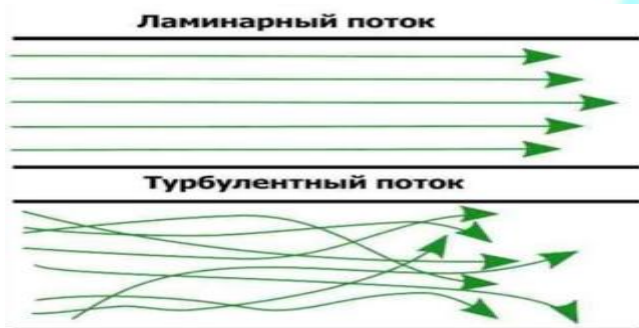 Ламинарный поток
Турбулентный поток